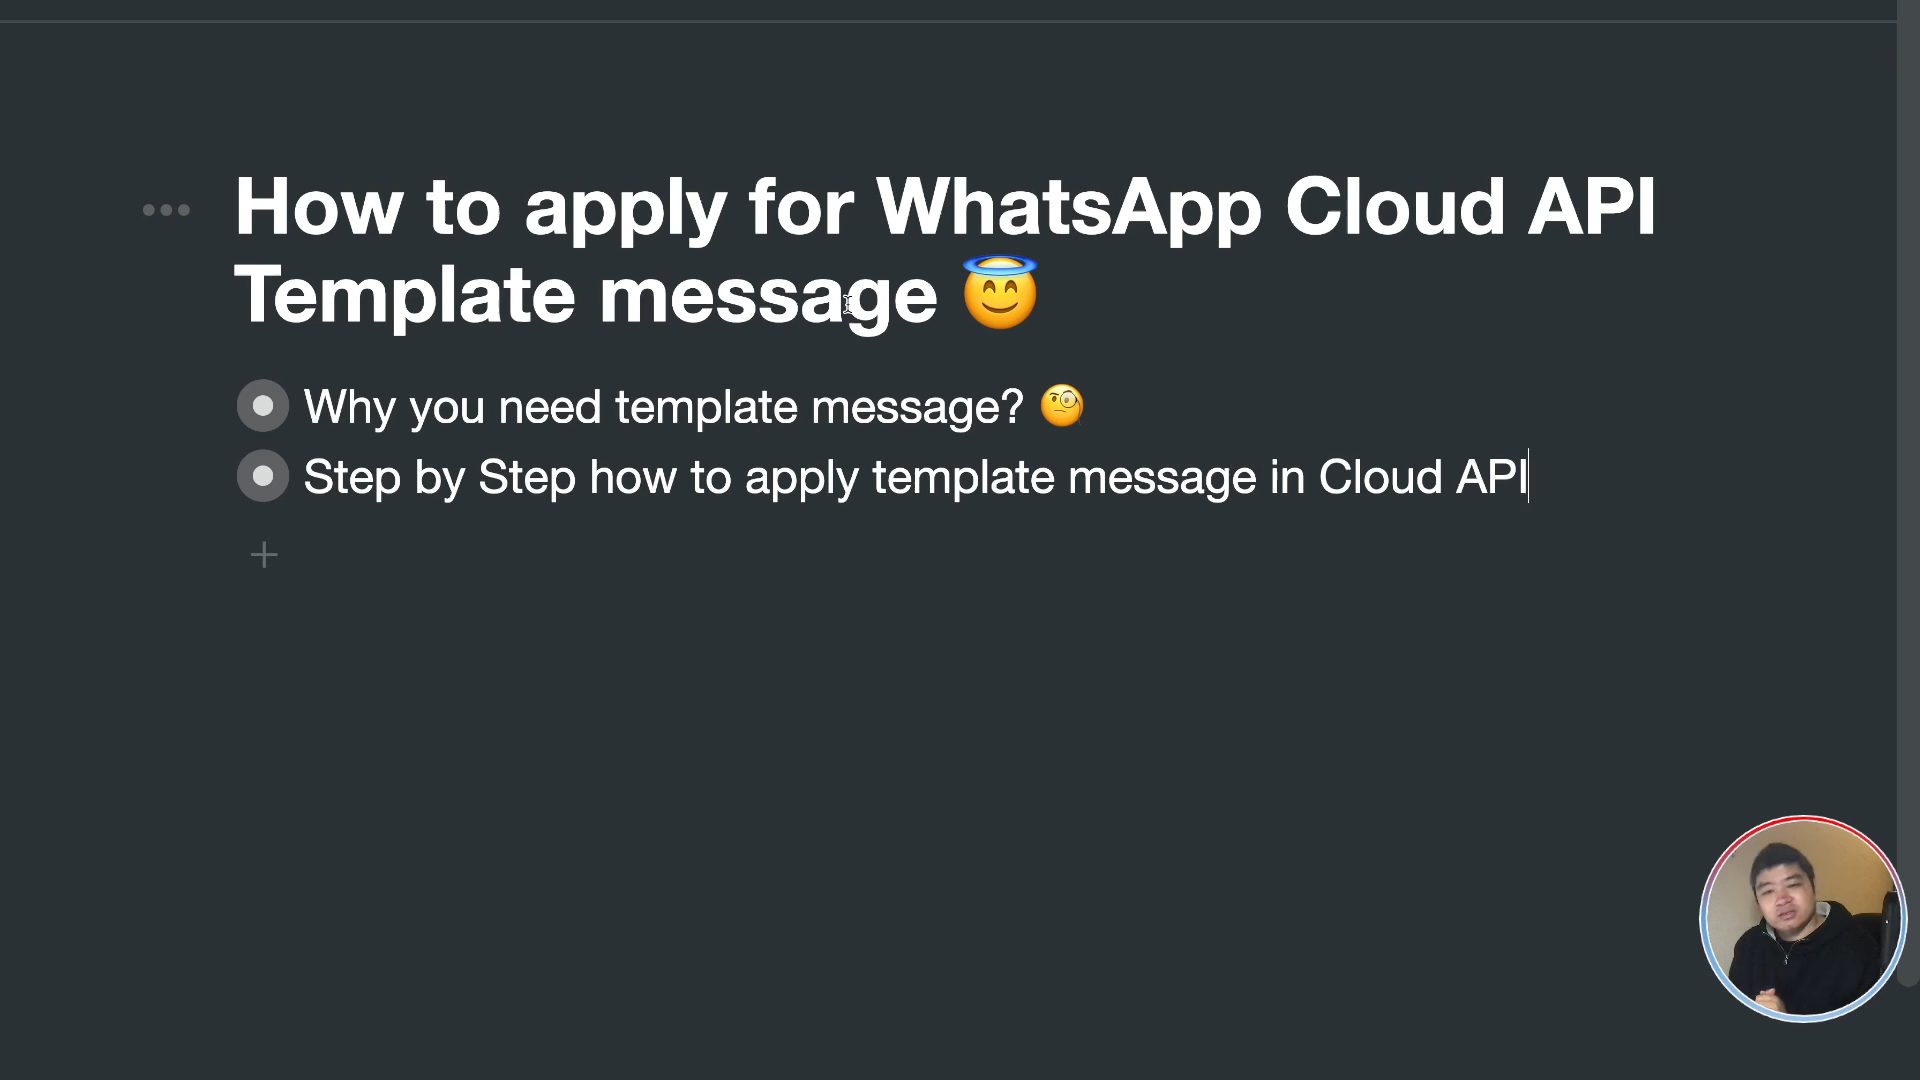 How to apply for WhatsApp Cloud API
Template message 😇
Why you need template message? 🧐
Step by Step how to apply template message in Cloud API